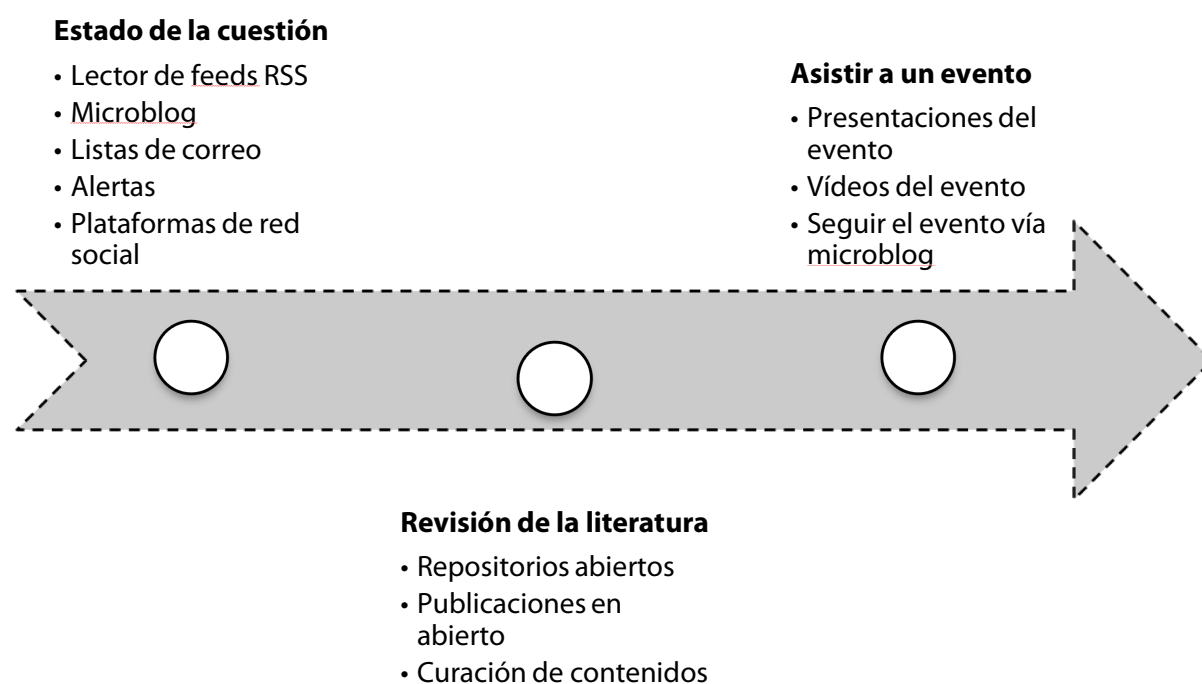 Estado de la cuestión
• Lector de feeds RSS
• Microblog
• Listas de correo
• Alertas
• Plataformas de red
social
Asistir a un evento
• Presentaciones del
evento
• Vídeos del evento
• Seguir el evento vía
microblog
Revisión de la literatura
• Repositorios abiertos
• Publicaciones en
abierto
• Curación de contenidos